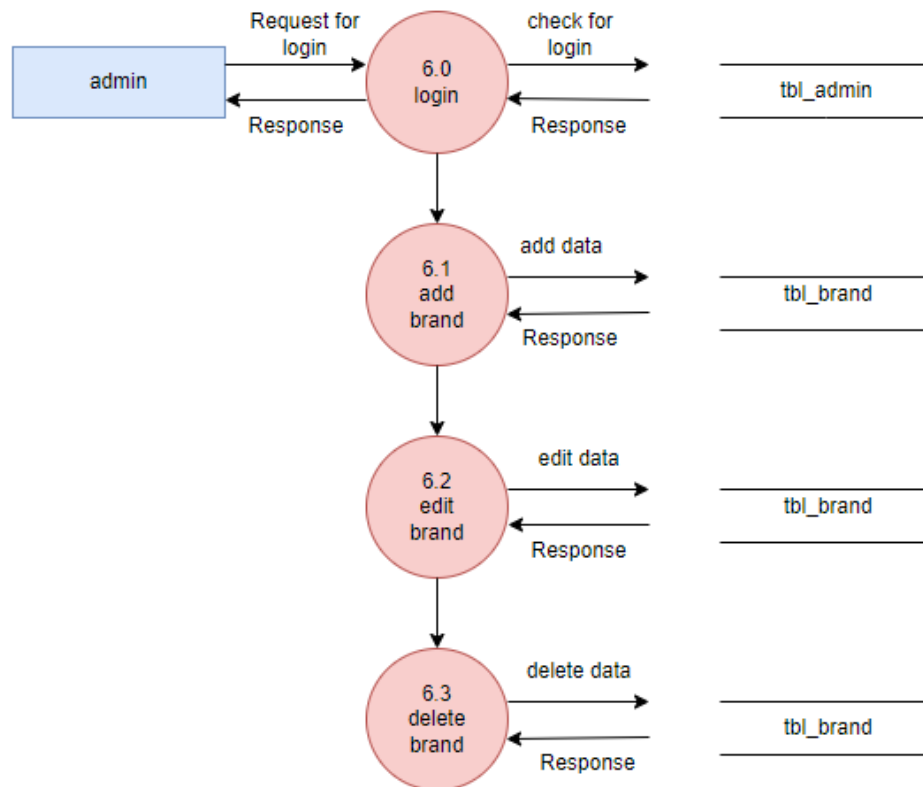 Request for
login
check for
login
admin
6.0
login
tbl_admin
Response
Response
6.1
add
brand
add data
tbl_brand
Response
6.2
edit
brand
edit data
tbl_brand
Response
6.3
delete
brand
delete data
tbl_brand
Response